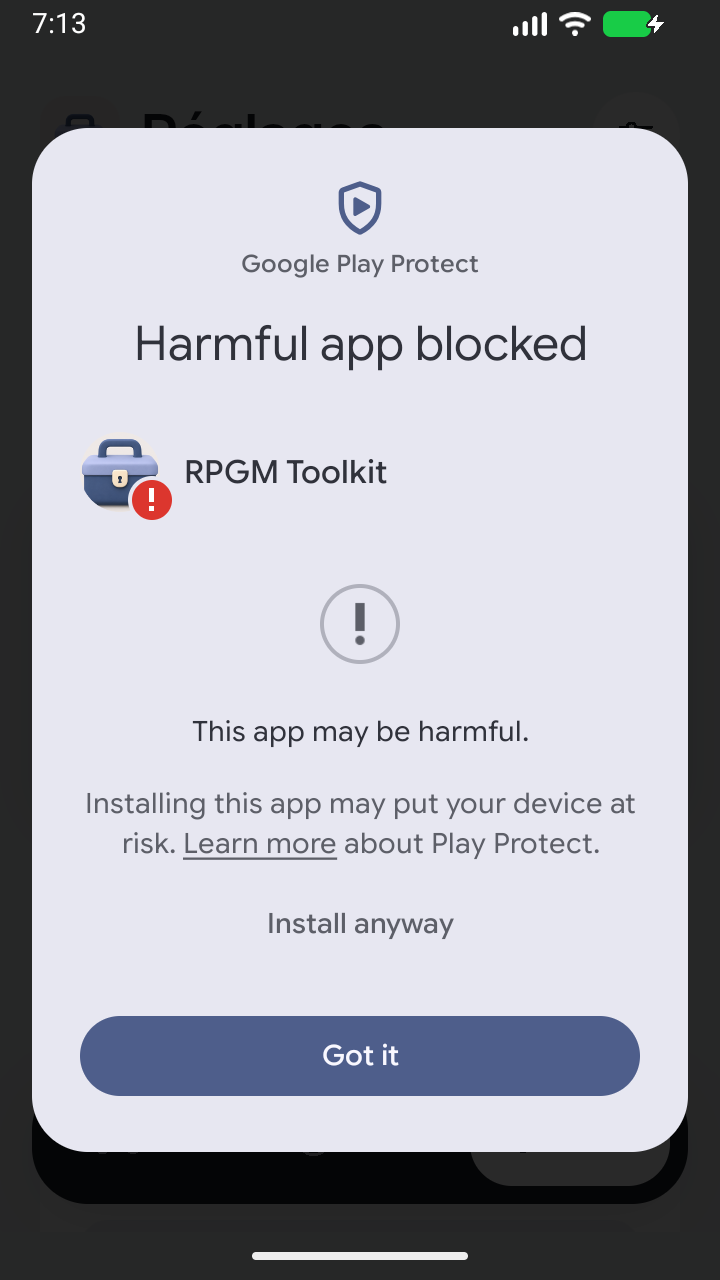 7:13
Réglages
Google Play Protect
Harmful app blocked
RPGM Toolkit
This app may be harmful.
Installing this app may put your device at
risk. Learn more about Play Protect.
Install anyway
Got it